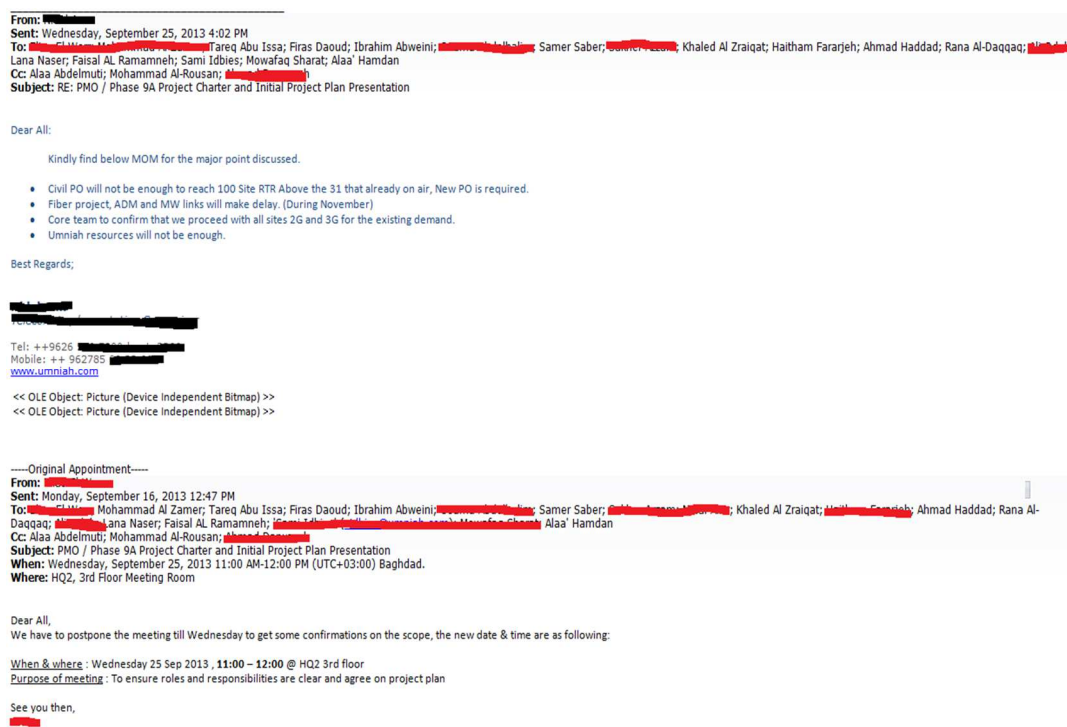 From:
Sent: Wednesday, September 25, 2013 4:02 PM
To: Tareq Abu Issa; Firas Daoud; Ibrahim Abweini; Samer Saber; Khaled Al Zraiqat; Haitham Fararjeh; Ahmad Haddad; Rana Al-Daqqaq;
Lana Naser; Faisal AL Ramamneh; Sami Idbies; Mowafaq Sharat; Alaa' Hamdan
Cc: Alaa Abdelmuti; Mohammad Al-Rousan;
Subject: RE: PMO / Phase 9A Project Charter and Initial Project Plan Presentation
Dear All:
Kindly find below MOM for the major point discussed.
• Civil PO will not be enough to reach 100 Site RTR Above the 31 that already on air, New PO is required.
• Fiber project, ADM and MW links will make delay. (During November)
• Core team to confirm that we proceed with all sites 2G and 3G for the existing demand.
• Umniah resources will not be enough.
Best Regards;
Tel: ++9626
Mobile: ++ 962785
www.umniah.com
<< OLE Object: Picture (Device Independent Bitmap) >>
<< OLE Object: Picture (Device Independent Bitmap) >>
-----Original Appointment-----
From:
Sent: Monday, September 16, 2013 12:47 PM
To: Mohammad Al Zamer; Tareq Abu Issa; Firas Daoud; Ibrahim Abweini; Samer Saber; Khaled Al Zraiqat; Ahmad Haddad; Rana Al-
Daqqaq; Lana Naser; Faisal AL Ramamneh; Alaa' Hamdan
Cc: Alaa Abdelmuti; Mohammad Al-Rousan;
Subject: PMO / Phase 9A Project Charter and Initial Project Plan Presentation
When: Wednesday, September 25, 2013 11:00 AM-12:00 PM (UTC+03:00) Baghdad.
Where: HQ2, 3rd Floor Meeting Room
Dear All,
We have to postpone the meeting till Wednesday to get some confirmations on the scope, the new date & time are as following:
When & where : Wednesday 25 Sep 2013 , 11:00 – 12:00 @ HQ2 3rd floor
Purpose of meeting : To ensure roles and responsibilities are clear and agree on project plan
See you then,